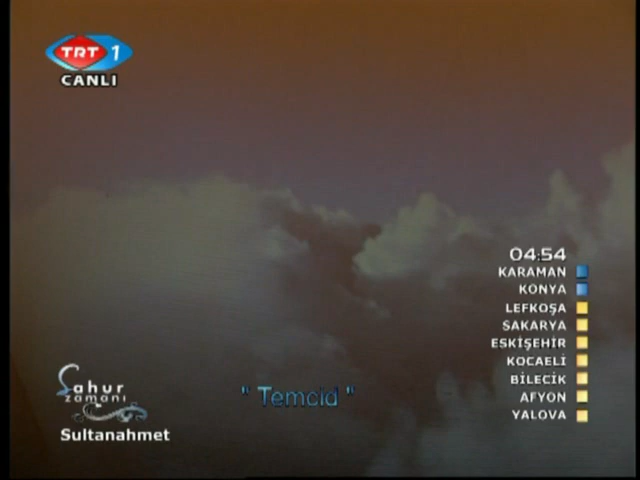 TRT 1
CANLI
04:54
KARAMAN
KONYA
LEFKOŞA
SAKARYA
ESKİŞEHİR
KOCAELİ
BİLECİK
AFYON
YALOVA
Sahur
zamanı
" Temcid "
Sultanahmet